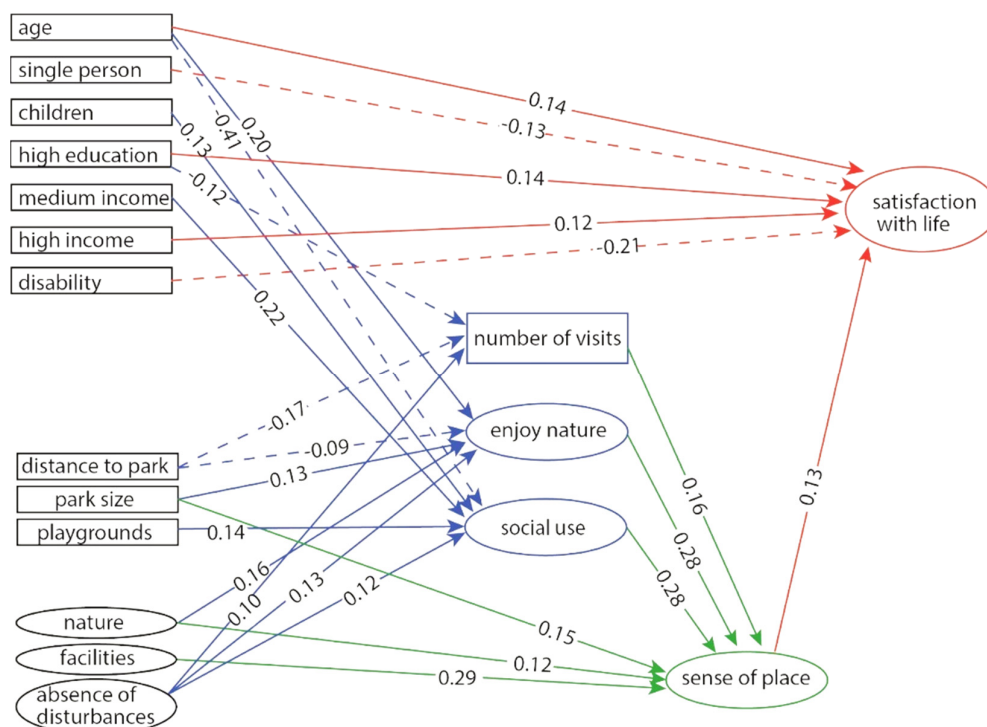 age
single person
children
high education
medium income
high income
disability
0.14
-0.13
0.20
-0.41
0.13
-0.12
0.14
0.12
-0.21
0.22
satisfaction
with life
number of visits
enjoy nature
social use
-0.17
-0.09
0.13
0.14
distance to park
park size
playgrounds
0.16
0.10
0.13
0.12
0.16
0.28
0.28
0.13
nature
facilities
absence of
disturbances
0.15
0.12
0.29
sense of place